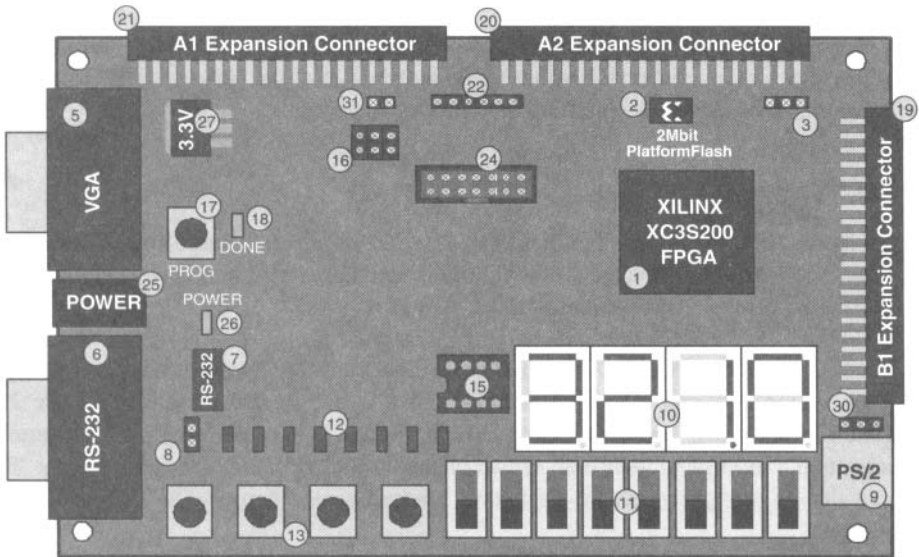 21
A1 Expansion Connector
20
A2 Expansion Connector
5
VGA
27
3.3V
31
22
2
2Mbit
PlatformFlash
3
19
B1 Expansion Connector
16
24
XILINX
XC3S200
FPGA
1
17
18
DONE
PROG
25
POWER
POWER
26
6
RS-232
7
RS-232
15
10
30
8
12
PS/2
9
13
11